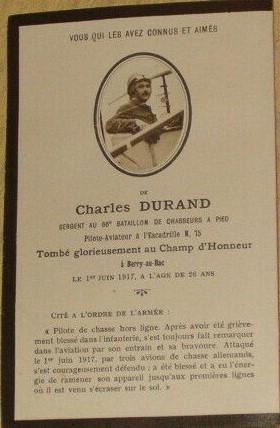 VOUS QUI LES AVEZ CONNUS ET AIMÉS
DE
Charles DURAND
SERGENT AU 66e BATAILLON DE CHASSEURS A PIED
Pilote-Aviateur à l'Escadrille N. 15
Tombé glorieusement au Champ d'Honneur
à Berry-au-Bac
LE 1er JUIN 1917, A L'AGE DE 26 ANS
CITÉ A L'ORDRE DE L'ARMÉE :
« Pilote de chasse hors ligne. Après avoir été griève-
ment blessé dans l'infanterie, s'est toujours fait remarquer
dans l'aviation par son entrain et sa bravoure. Attaqué
le 1er juin 1917, par trois avions de chasse allemands,
s'est courageusement défendu ; a été blessé et a eu l'éner-
gie de ramener son appareil jusqu'aux premières lignes
où il est venu s'écraser sur le sol. »